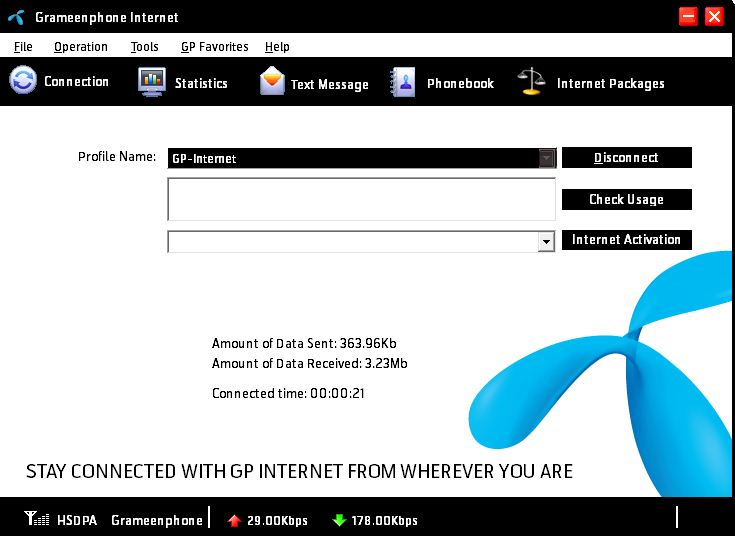 Grameenphone Internet
File Operation Tools GP Favorites Help
Connection Statistics Text Message Phonebook Internet Packages
Profile Name: GP-Internet Disconnect
Check Usage
Internet Activation
Amount of Data Sent: 363.96Kb
Amount of Data Received: 3.23Mb
Connected time: 00:00:21
STAY CONNECTED WITH GP INTERNET FROM WHEREVER YOU ARE
HSDPA Grameenphone 29.00Kbps 178.00Kbps